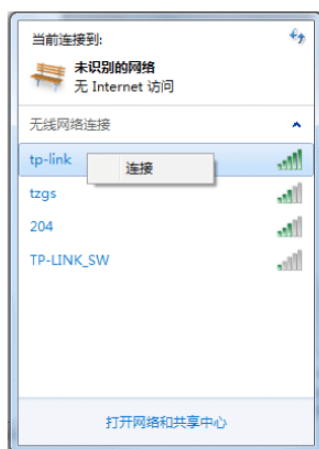 当前连接到:
未识别的网络
无 Internet 访问
无线网络连接
tp-link
连接
tzgs
204
TP-LINK_SW
打开网络和共享中心